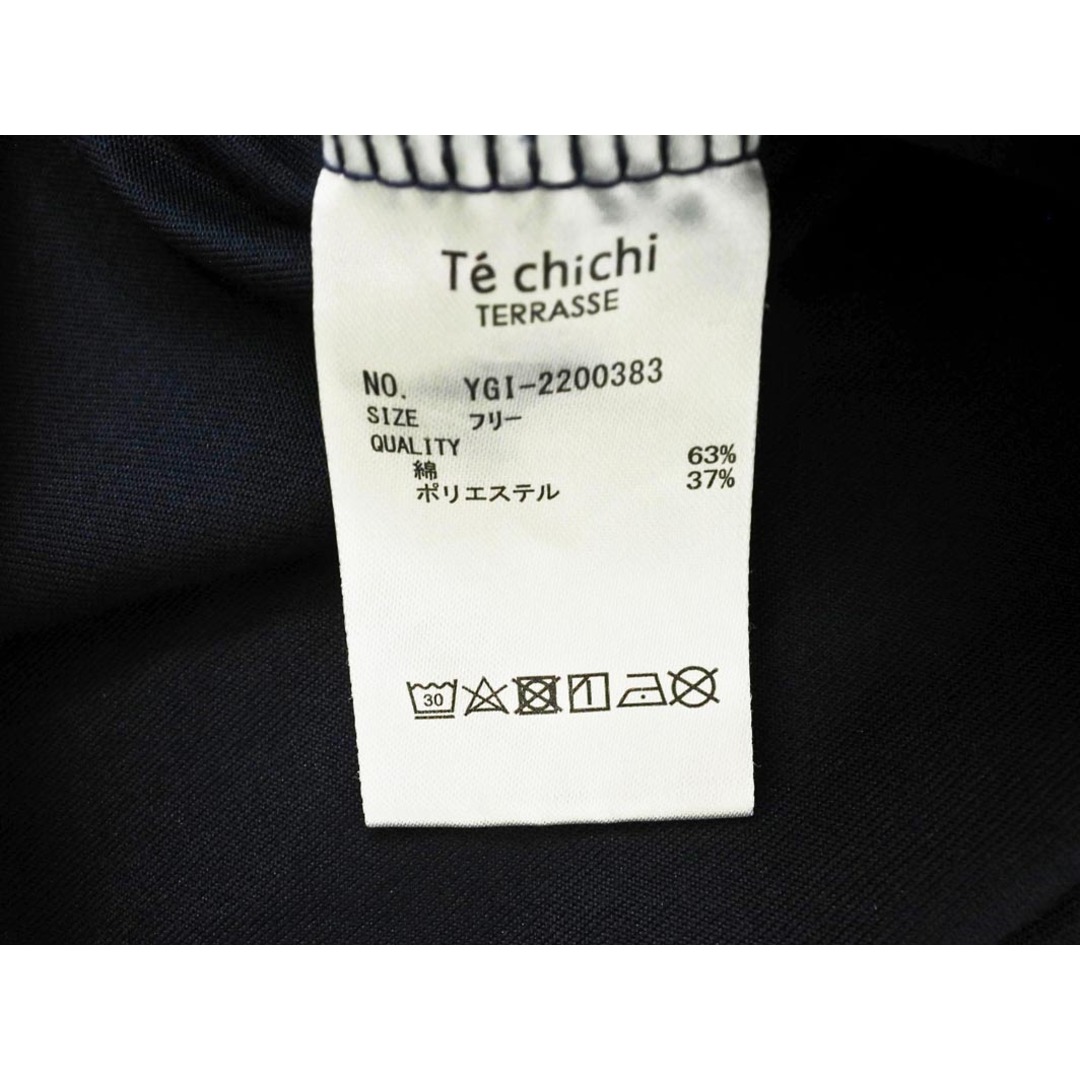 Té chichi
TERRASSE
NO. YGI-2200383
SIZE フリー
QUALITY
綿 63%
ポリエステル 37%
30